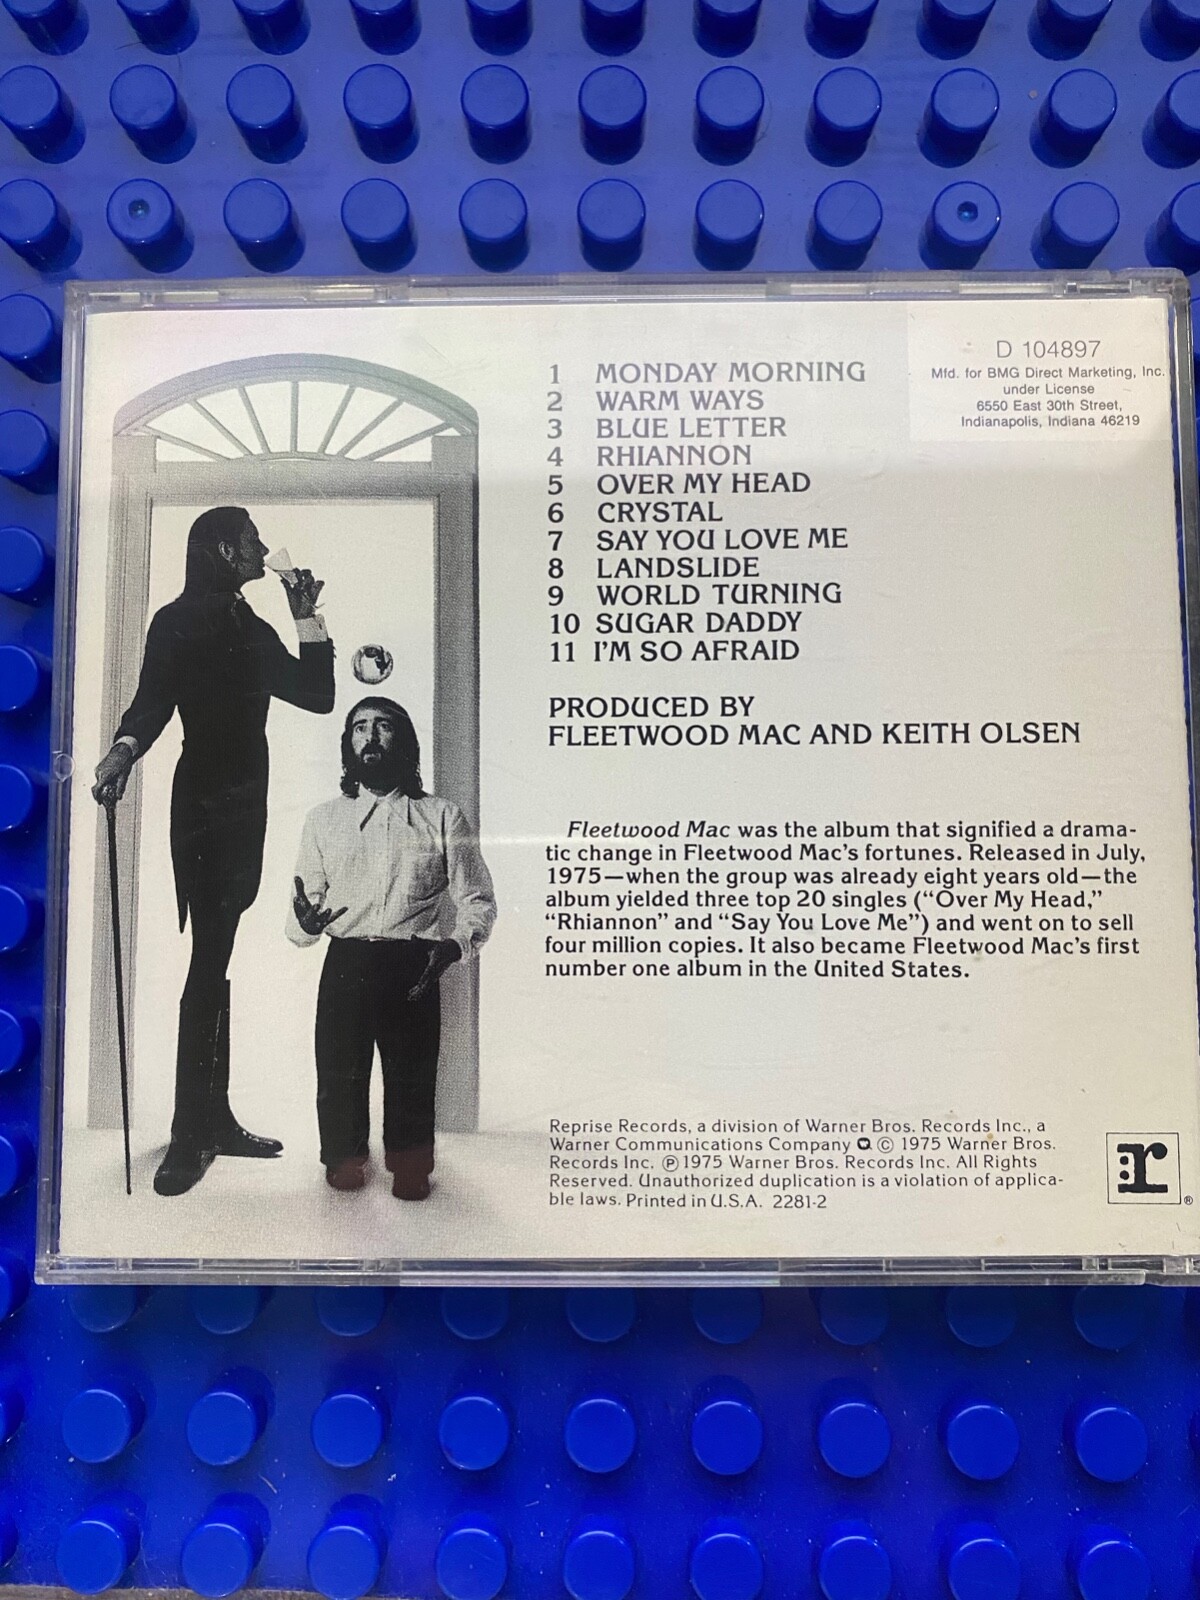 D 104897
Mfd. for BMG Direct Marketing, Inc.
under License
6550 East 30th Street,
Indianapolis, Indiana 46219
1 MONDAY MORNING
2 WARM WAYS
3 BLUE LETTER
4 RHIANNON
5 OVER MY HEAD
6 CRYSTAL
7 SAY YOU LOVE ME
8 LANDSLIDE
9 WORLD TURNING
10 SUGAR DADDY
11 I'M SO AFRAID
PRODUCED BY
FLEETWOOD MAC AND KEITH OLSEN
Fleetwood Mac was the album that signified a drama-
tic change in Fleetwood Mac's fortunes. Released in July,
1975—when the group was already eight years old—the
album yielded three top 20 singles ("Over My Head,"
"Rhiannon" and "Say You Love Me") and went on to sell
four million copies. It also became Fleetwood Mac's first
number one album in the United States.
Reprise Records, a division of Warner Bros. Records Inc., a
Warner Communications Company © 1975 Warner Bros.
Records Inc. ℗ 1975 Warner Bros. Records Inc. All Rights
Reserved. Unauthorized duplication is a violation of applica-
ble laws. Printed in U.S.A. 2281-2
:r ®